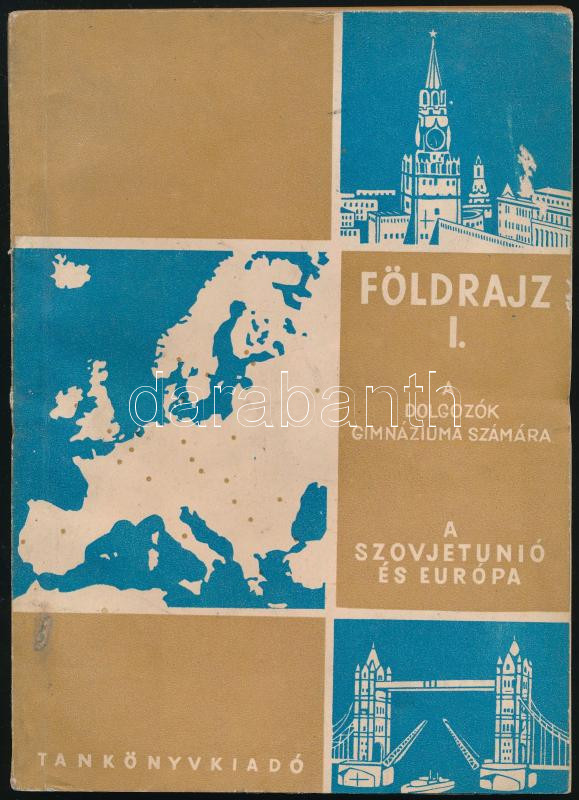 FÖLDRAJZ
I.
A
DOLGOZÓK
GIMNÁZIUMA SZÁMÁRA
darabanth
A
SZOVJETUNIÓ
ÉS EURÓPA
TANKÖNYVKIADÓ